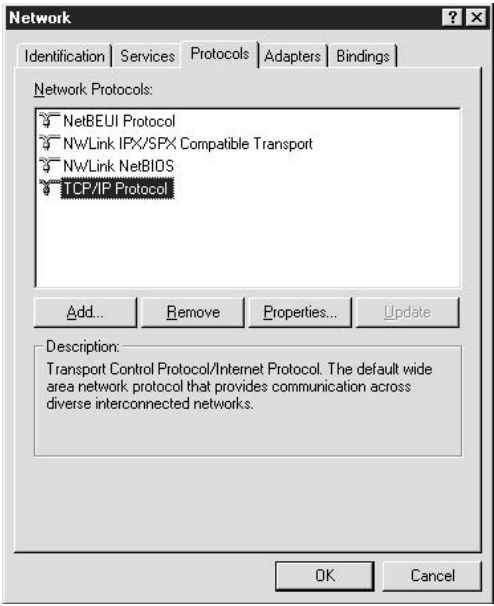 Network
Identification Services Protocols Adapters Bindings
Network Protocols:
NetBEUI Protocol
NWLink IPX/SPX Compatible Transport
NWLink NetBIOS
TCP/IP Protocol
Add... Remove Properties... Update
Description:
Transport Control Protocol/Internet Protocol. The default wide
area network protocol that provides communication across
diverse interconnected networks.
OK Cancel